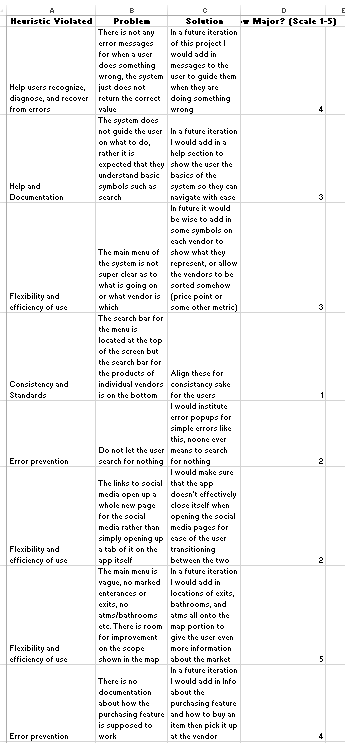 A B C D E
Heuristic Violated Problem Solution w Major? (Scale 1-5)
There is not any
error messages
for when a user
does something
wrong, the system
just does not
return the correct
value
In a future iteration
of this project I
would add in
messages to the
user to guide them
when they are
doing something
wrong
Help users recognize,
diagnose, and recover
from errors
4
The system does
not guide the user
on what to do,
rather it is
expected that they
understand basic
symbols such as
search
In a future iteration
I would add in a
help section to
show the user the
basics of the
system so they can
navigate with ease
Help and
Documentation
3
The main menu of
the system is not
super clear as to
what is going on
or what vendor is
which
In future it would
be wise to add in
some symbols on
each vendor to
show what they
represent, or allow
the vendors to be
sorted somehow
(price point or
some other metric)
Flexibility and
efficiency of use
3
The search bar for
the menu is
located at the top
of the screen but
the search bar for
the products of
individual vendors
is on the bottom
Align these for
consistancy sake
for the users
Consistency and
Standards
1
Do not let the user
search for nothing
I would institute
error popups for
simple errors like
this, noone ever
means to search
for nothing
Error prevention
2
The links to social
media open up a
whole new page
for the social
media rather than
simply opening up
a tab of it on the
app itself
I would make sure
that the app
doesn't effectively
close itself when
opening the social
media pages for
ease of the user
transitioning
between the two
Flexibility and
efficiency of use
2
The main menu is
vague, no marked
enterances or
exits, no
atms/bathrooms
etc. There is room
for improvement
on the scope
shown in the map
In a future iteration
I would add in
locations of exits,
bathrooms, and
atms all onto the
map portion to
give the user even
more information
about the market
Flexibility and
efficiency of use
5
There is no
documentation
about how the
purchasing feature
is supposed to
work
In a future iteration
I would add in Info
about the
purchasing feature
and how to buy an
item then pick it up
at the vendor
Error prevention
4